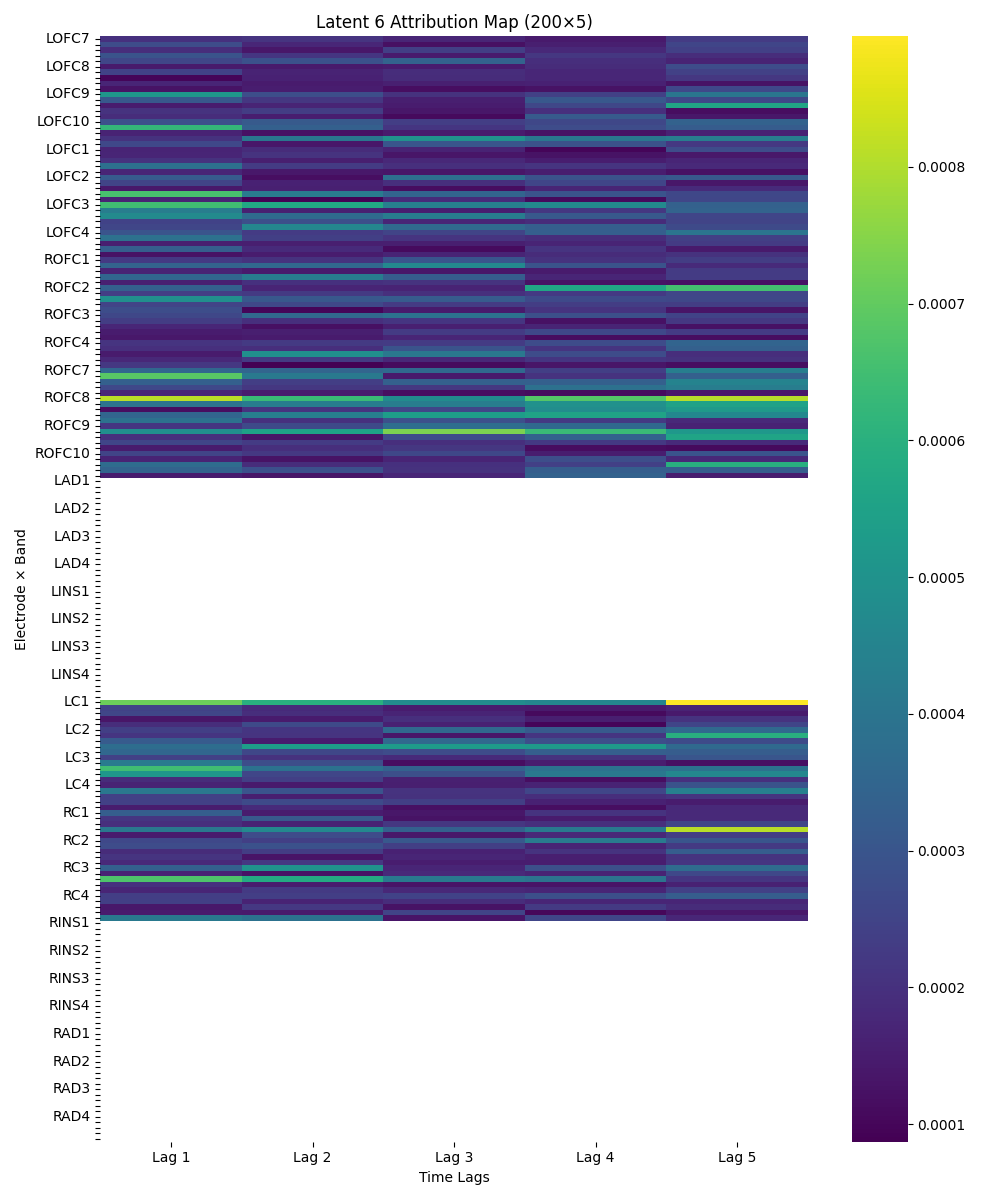 Latent 6 Attribution Map (200×5)
LOFC7
LOFC8
LOFC9
LOFC10
LOFC1
LOFC2
LOFC3
LOFC4
ROFC1
ROFC2
ROFC3
ROFC4
ROFC7
ROFC8
ROFC9
ROFC10
LAD1
LAD2
LAD3
LAD4
LINS1
LINS2
LINS3
LINS4
LC1
LC2
LC3
LC4
RC1
RC2
RC3
RC4
RINS1
RINS2
RINS3
RINS4
RAD1
RAD2
RAD3
RAD4
Electrode × Band
Lag 1
Lag 2
Lag 3
Lag 4
Lag 5
Time Lags
0.0008
0.0007
0.0006
0.0005
0.0004
0.0003
0.0002
0.0001